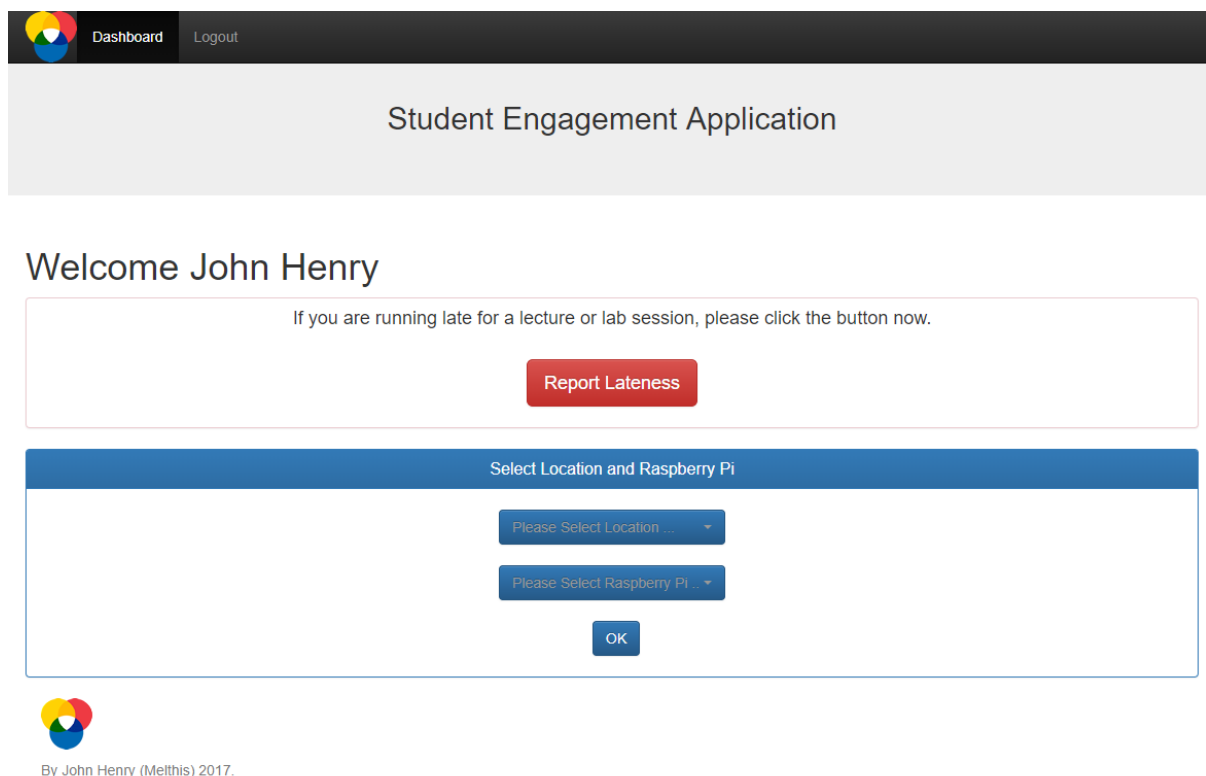 Dashboard Logout
Student Engagement Application
Welcome John Henry
If you are running late for a lecture or lab session, please click the button now.
Report Lateness
Select Location and Raspberry Pi
Please Select Location ...
Please Select Raspberry Pi ...
OK
By John Henry (Melthis) 2017.